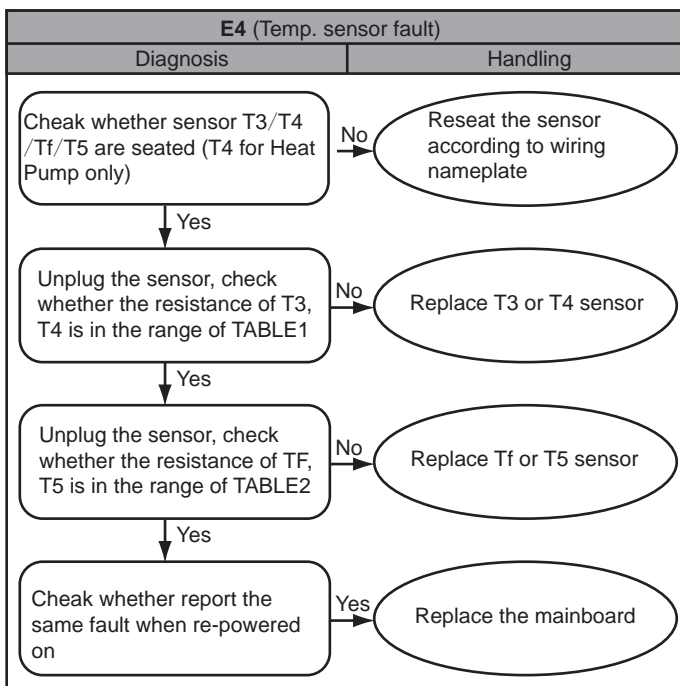 E4 (Temp. sensor fault)
Diagnosis
Handling
Cheak whether sensor T3/T4
/Tf/T5 are seated (T4 for Heat
Pump only)
No
Reseat the sensor
according to wiring
nameplate
Yes
Unplug the sensor, check
whether the resistance of T3,
T4 is in the range of TABLE1
No
Replace T3 or T4 sensor
Yes
Unplug the sensor, check
whether the resistance of TF,
T5 is in the range of TABLE2
No
Replace Tf or T5 sensor
Yes
Cheak whether report the
same fault when re-powered
on
Yes
Replace the mainboard